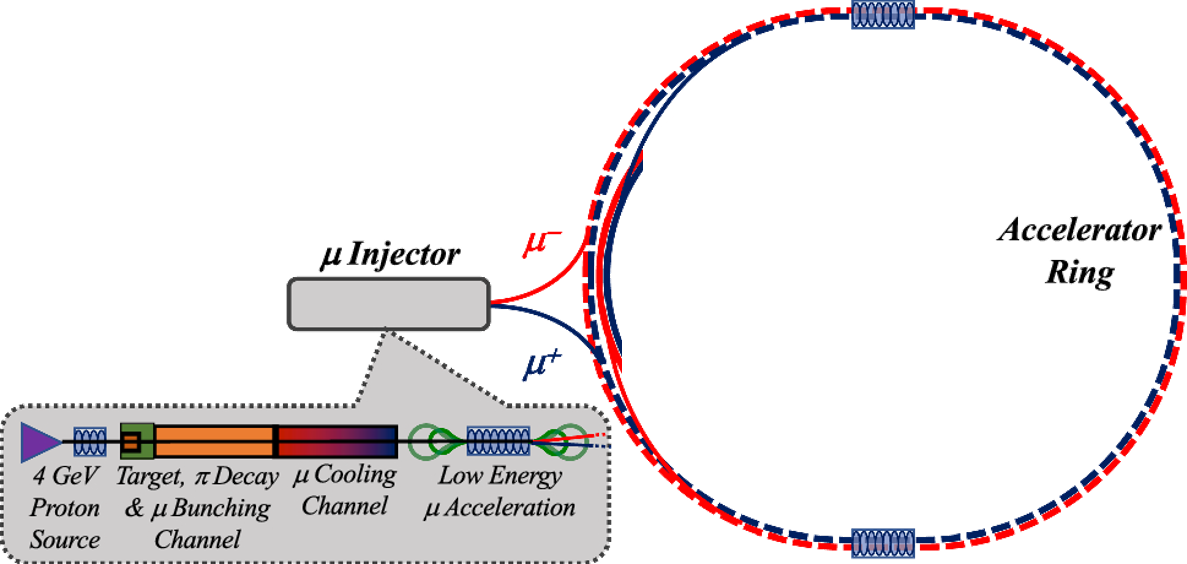 μ Injector
μ−
μ+
Accelerator
Ring
4 GeV
Proton
Source
Target, π Decay
& μ Bunching
Channel
μ Cooling
Channel
Low Energy
μ Acceleration